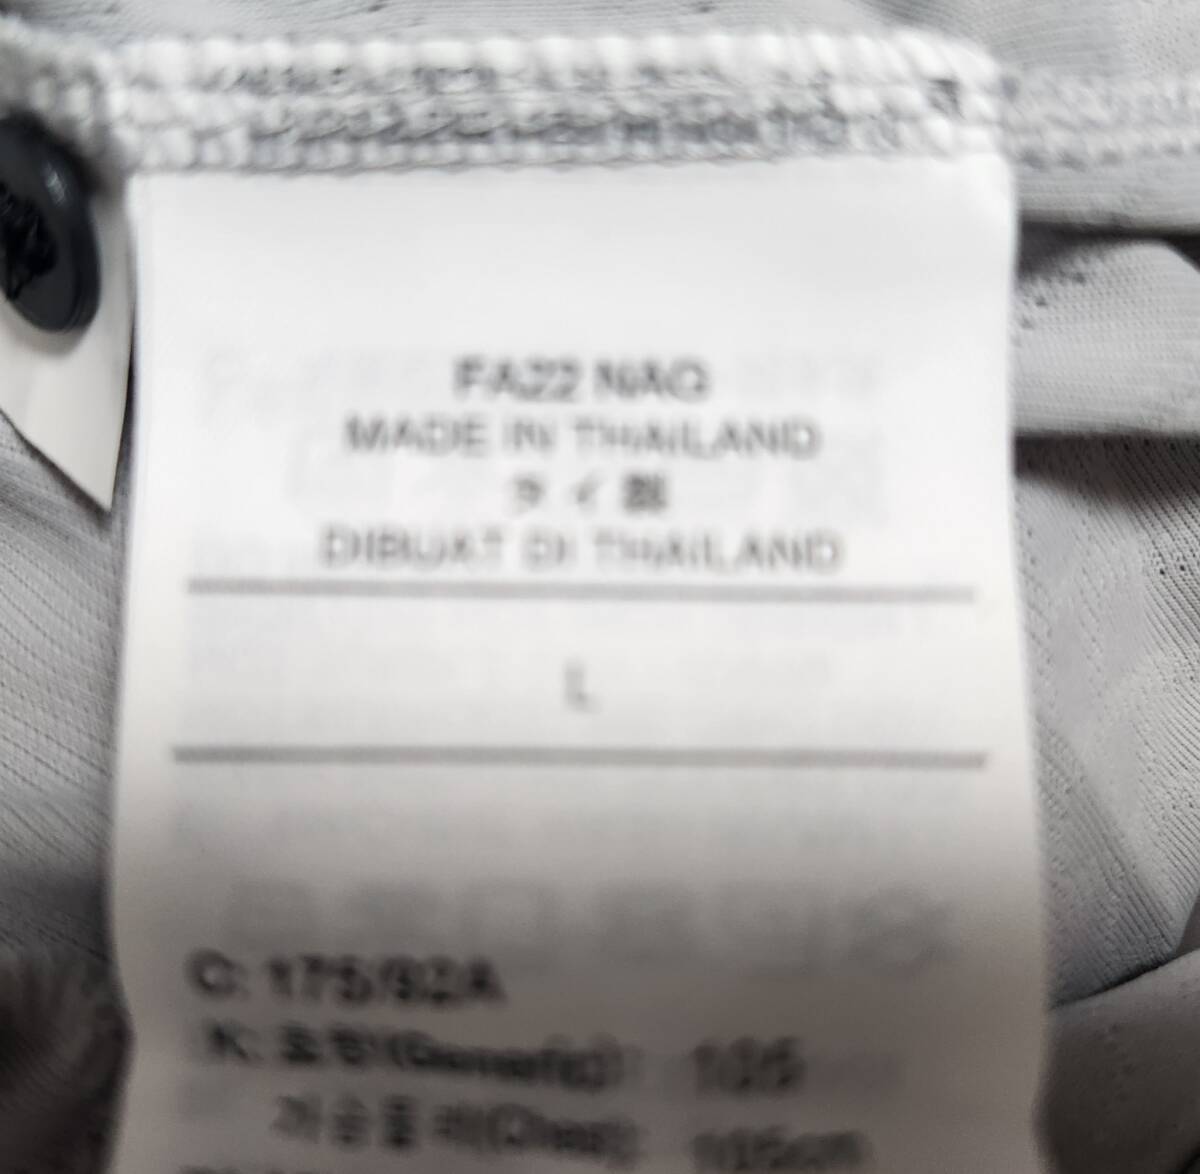 FA22 NAG
MADE IN THAILAND
タイ製
DIBUAT DI THAILAND
L
C: 175/92A
K: 호칭(Generic): 105
가슴둘레(Chest): 105cm